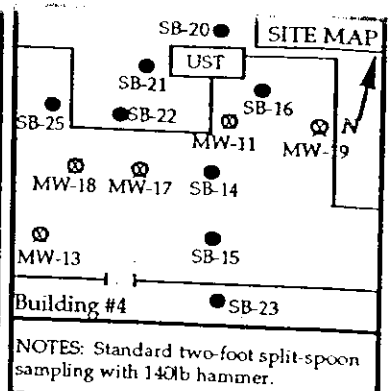 SB-20
SITE MAP
UST
SB-21
SB-16
SB-25
SB-22
MW-11
MW-19
N
MW-18
MW-17
SB-14
MW-13
SB-15
Building #4
SB-23
NOTES: Standard two-foot split-spoon
sampling with 140lb hammer.